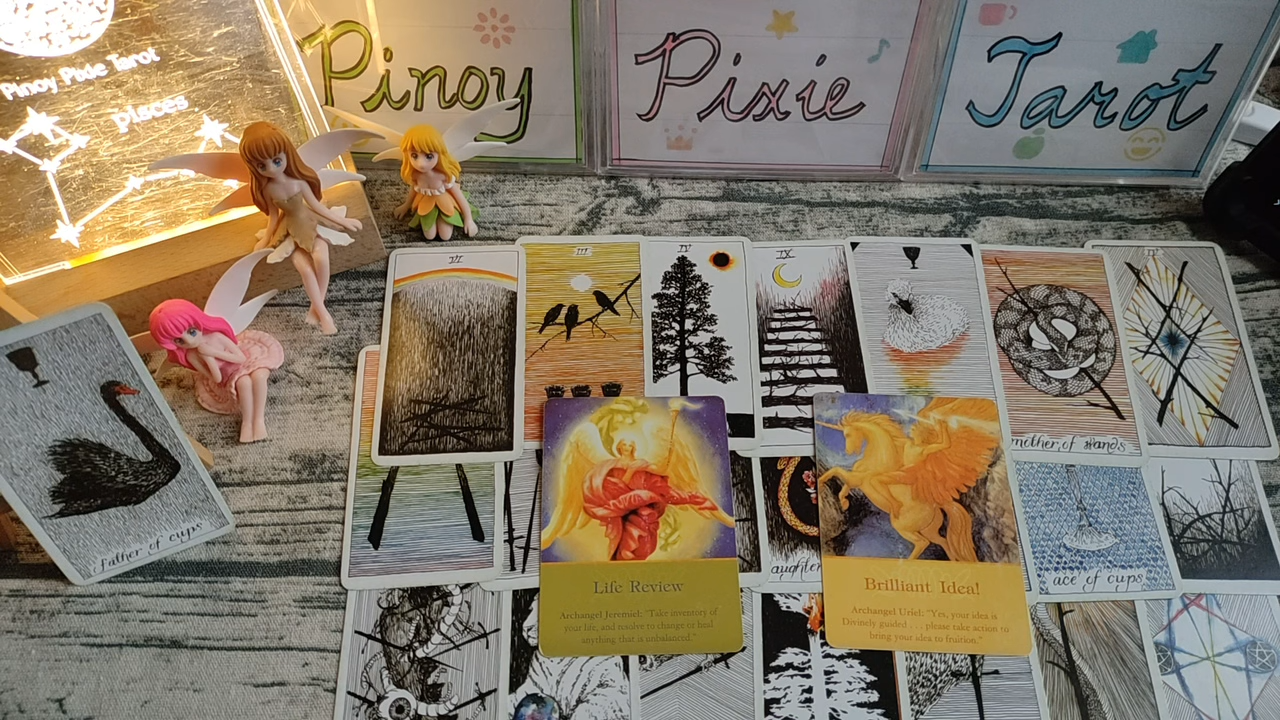 Pinoy Pixie Tarot
Pinoy Pixie Tarot
pisces
VI
III
IV
IX
mother, of wands
father of cups
aughter
ace of cups
Life Review
Archangel Jeremiel: "Take inventory of
your life, and resolve to change or heal
anything that is unbalanced."
Brilliant Idea!
Archangel Uriel: "Yes, your idea is
Divinely guided . . . please take action to
bring your idea to fruition."